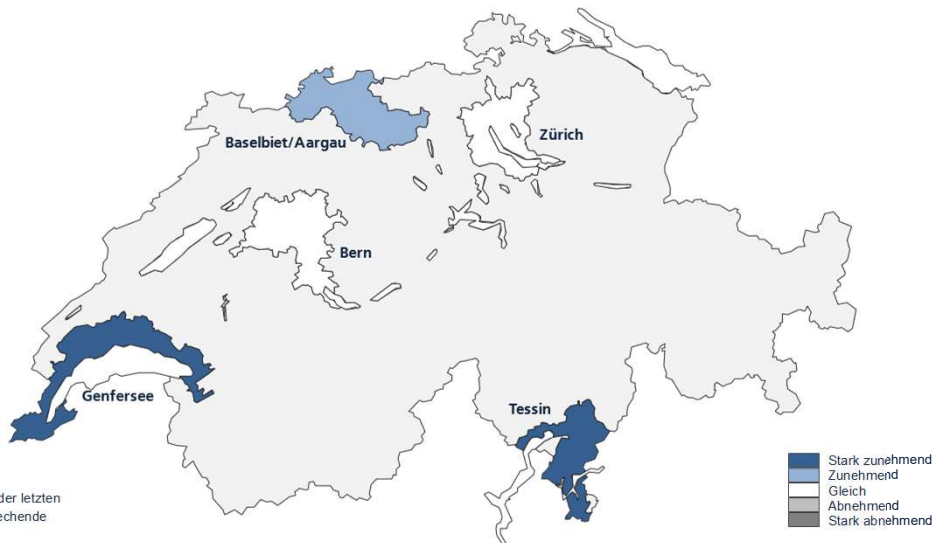 Baselbiet/Aargau
Zürich
Bern
Genfersee
Tessin
Stark zunehmend
Zunehmend
Gleich
Abnehmend
Stark abnehmend
der letzten
echende